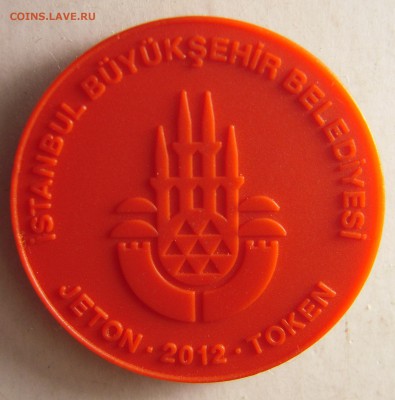 COINS.LAVE.RU
İSTANBUL BÜYÜKŞEHİR BELEDİYESİ
JETON · 2012 · TOKEN